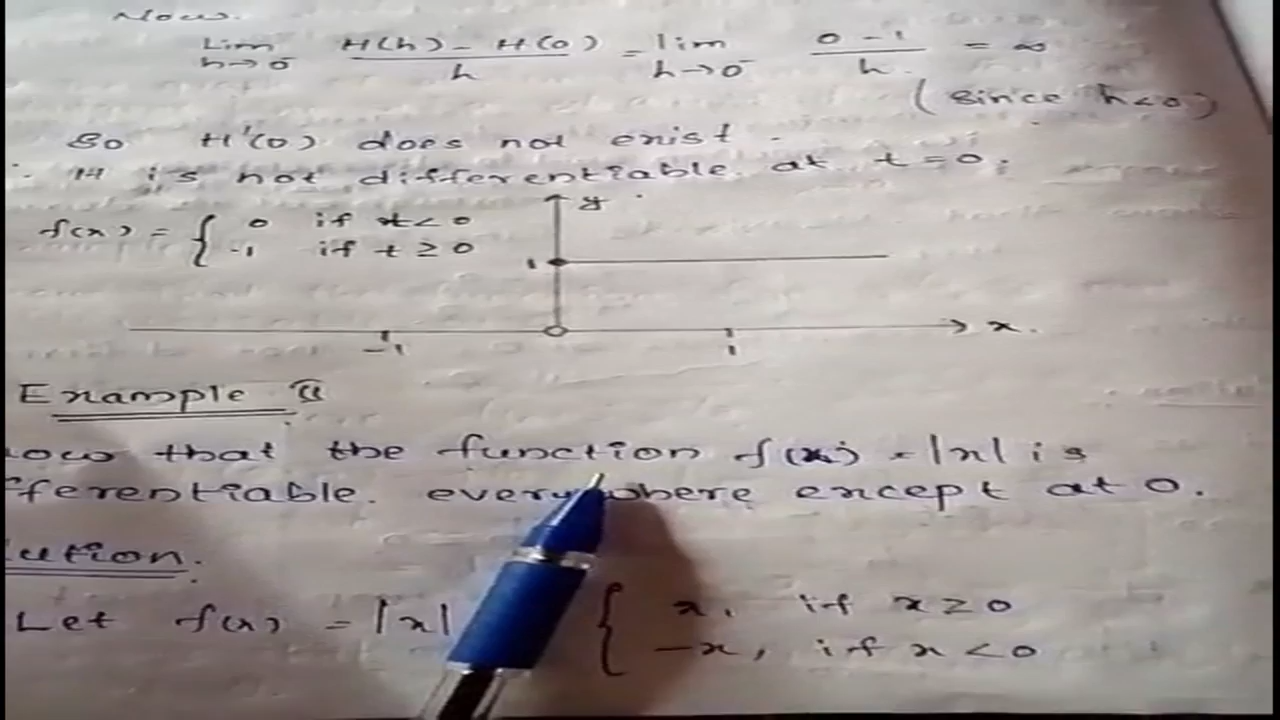 Now.
Lim h→0⁻ H(h) - H(0) / h = lim h→0⁻ 0 - 1 / h = ∞
(since h<0)
So H'(0) does not exist.
∴ H is not differentiable at t = 0.
f(x) = { 0 if x < 0
-1 if t ≥ 0
y
1
x.
-1 1
Example
ow that the function f(x) = |x| is
fferentiable. everywhere except at 0.
lution.
Let f(x) = |x| { x, if x ≥ 0
-x, if x < 0